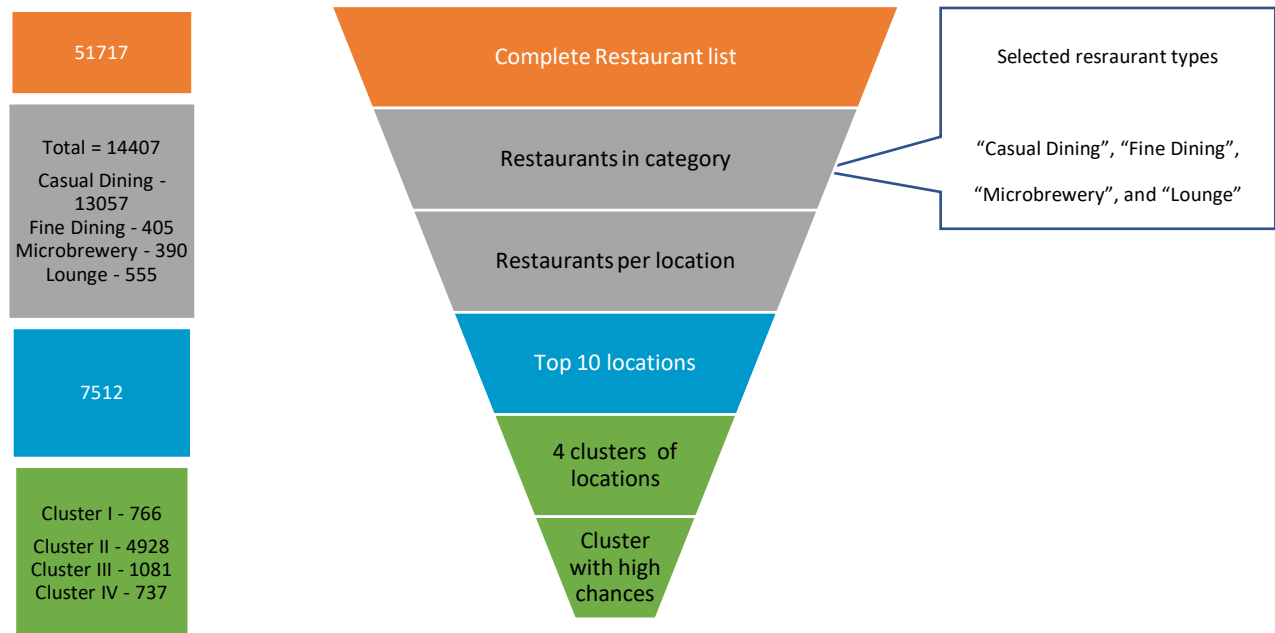 51717
Total = 14407
Casual Dining -
13057
Fine Dining - 405
Microbrewery - 390
Lounge - 555
7512
Cluster I - 766
Cluster II - 4928
Cluster III - 1081
Cluster IV - 737
Complete Restaurant list
Restaurants in category
Restaurants per location
Top 10 locations
4 clusters of
locations
Cluster
with high
chances
Selected resraurant types
“Casual Dining”, “Fine Dining”,
“Microbrewery”, and “Lounge”